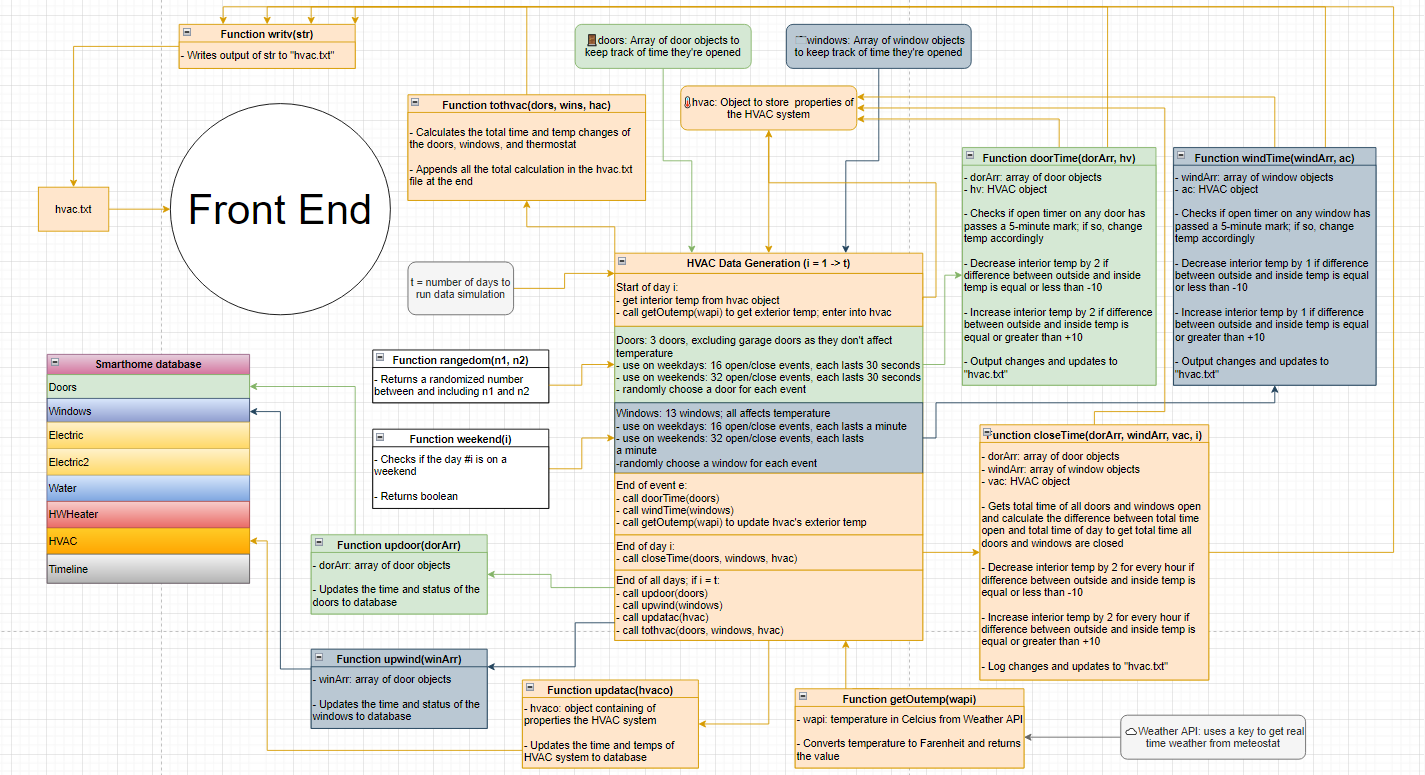 Function writv(str)
- Writes output of str to "hvac.txt"
doors: Array of door objects to
keep track of time they're opened
windows: Array of window objects
to keep track of time they're opened
hvac: Object to store properties of
the HVAC system
Function tothvac(dors, wins, hac)
- Calculates the total time and temp changes of
the doors, windows, and thermostat
- Appends all the total calculation in the hvac.txt
file at the end
hvac.txt
Front End
t = number of days to
run data simulation
HVAC Data Generation (i = 1 -> t)
Start of day i:
- get interior temp from hvac object
- call getOutemp(wapi) to get exterior temp; enter into hvac
Doors: 3 doors, excluding garage doors as they don't affect
temperature
- use on weekdays: 16 open/close events, each lasts 30 seconds
- use on weekends: 32 open/close events, each lasts 30 seconds
- randomly choose a door for each event
Windows: 13 windows; all affects temperature
- use on weekdays: 16 open/close events, each lasts a minute
- use on weekends: 32 open/close events, each lasts
a minute
-randomly choose a window for each event
End of event e:
- call doorTime(doors)
- call windTime(windows)
- call getOutemp(wapi) to update hvac's exterior temp
End of day i:
- call closeTime(doors, windows, hvac)
End of all days; if i = t:
- call updoor(doors)
- call upwind(windows)
- call updatac(hvac)
- call tothvac(doors, windows, hvac)
Function doorTime(dorArr, hv)
- dorArr: array of door objects
- hv: HVAC object
- Checks if open timer on any door has
passes a 5-minute mark; if so, change
temp accordingly
- Decrease interior temp by 2 if
difference between outside and inside
temp is equal or less than -10
- Increase interior temp by 2 if difference
between outside and inside temp is
equal or greater than +10
- Output changes and updates to
"hvac.txt"
Function windTime(windArr, ac)
- windArr: array of window objects
- ac: HVAC object
- Checks if open timer on any window has
passed a 5-minute mark; if so, change
temp accordingly
- Decrease interior temp by 1 if difference
between outside and inside temp is equal
or less than -10
- Increase interior temp by 1 if difference
between outside and inside temp is equal
or greater than +10
- Output changes and updates to
"hvac.txt"
Function rangedom(n1, n2)
- Returns a randomized number
between and including n1 and n2
Function weekend(i)
- Checks if the day #i is on a
weekend
- Returns boolean
Smarthome database
Doors
Windows
Electric
Electric2
Water
HWHeater
HVAC
Timeline
Function closeTime(dorArr, windArr, vac, i)
- dorArr: array of door objects
- windArr: array of window objects
- vac: HVAC object
- Gets total time of all doors and windows open
and calculate the difference between total time
open and total time of day to get total time all
doors and windows are closed
- Decrease interior temp by 2 for every hour if
difference between outside and inside temp is
equal or less than -10
- Increase interior temp by 2 for every hour if
difference between outside and inside temp is
equal or greater than +10
- Log changes and updates to "hvac.txt"
Function updoor(dorArr)
- dorArr: array of door objects
- Updates the time and status of the
doors to database
Function upwind(winArr)
- winArr: array of door objects
- Updates the time and status of the
windows to database
Function updatac(hvaco)
- hvaco: object containing of
properties the HVAC system
- Updates the time and temps of
HVAC system to database
Function getOutemp(wapi)
- wapi: temperature in Celcius from Weather API
- Converts temperature to Farenheit and returns
the value
Weather API: uses a key to get real
time weather from meteostat